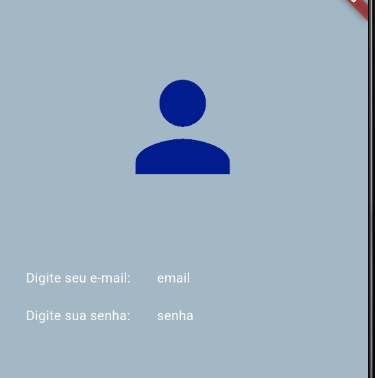 Digite seu e-mail: email
Digite sua senha: senha